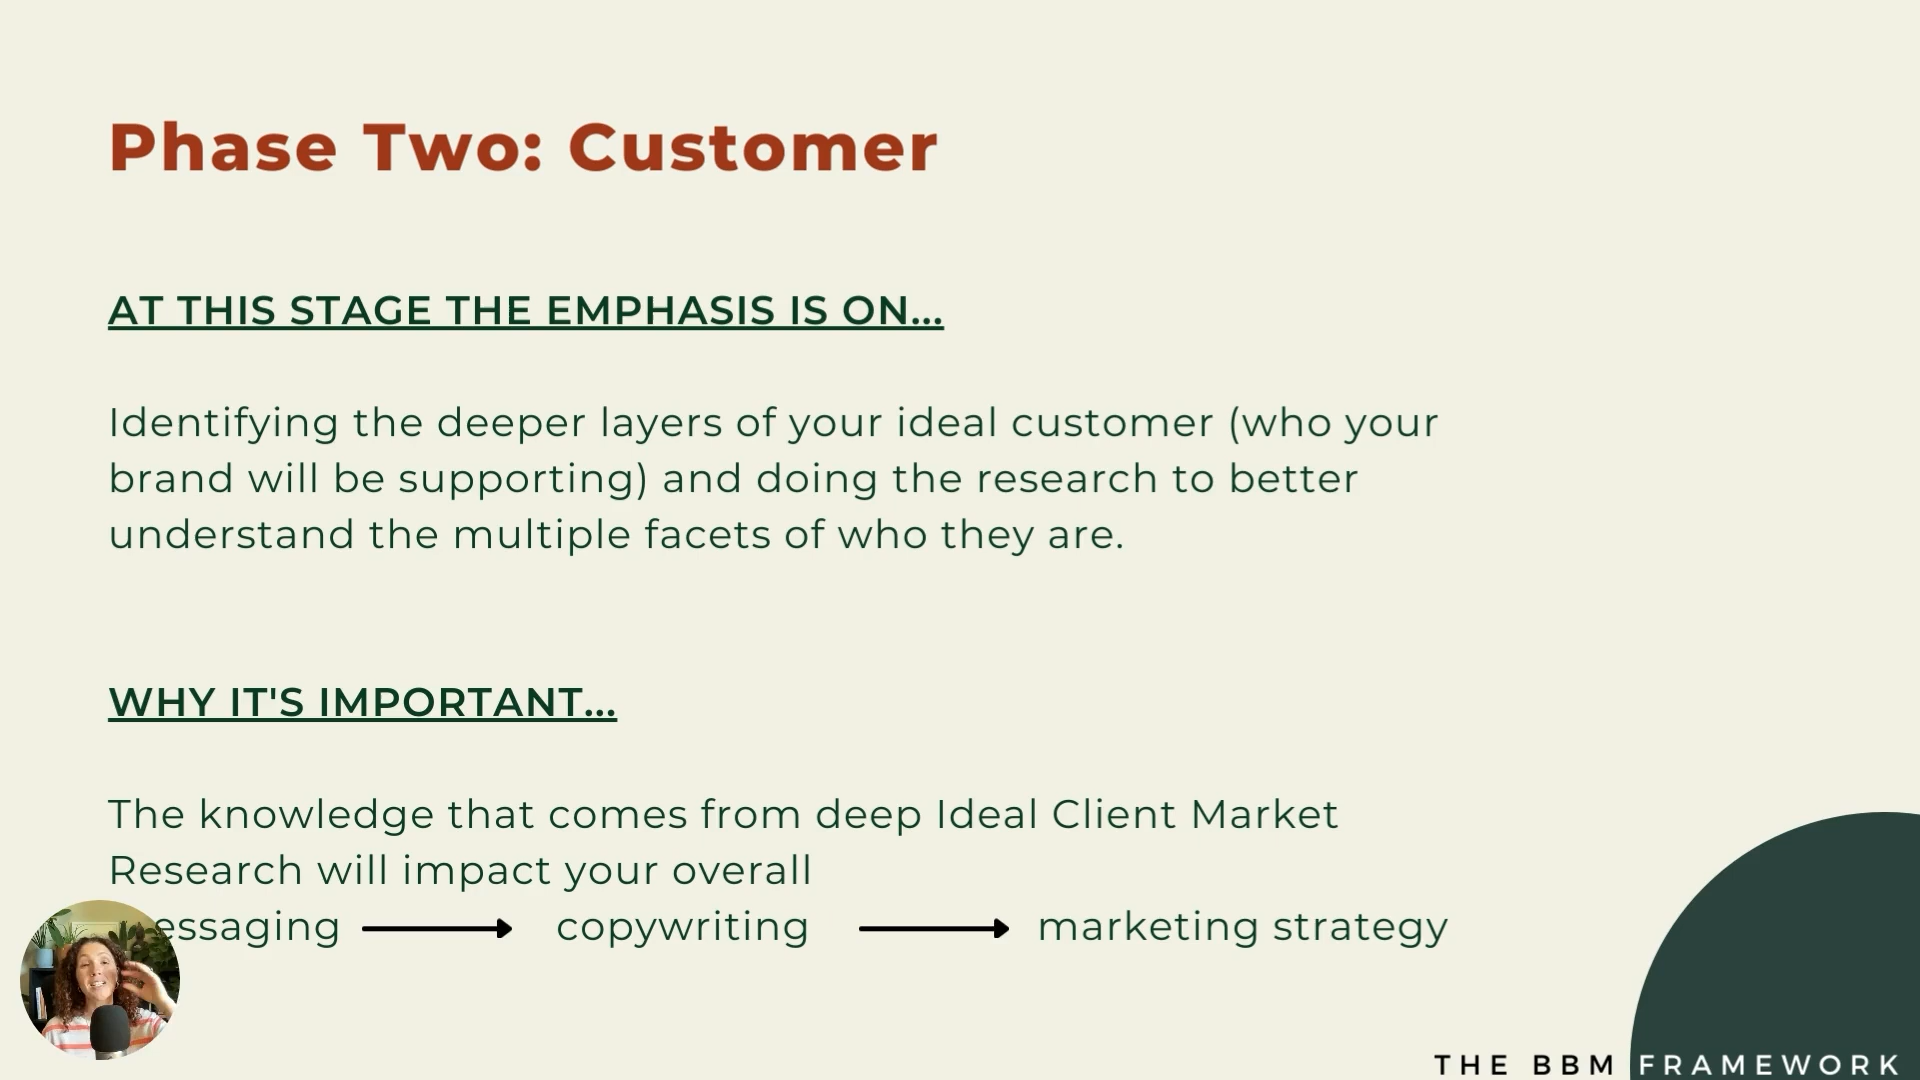 Phase Two: Customer
AT THIS STAGE THE EMPHASIS IS ON...
Identifying the deeper layers of your ideal customer (who your
brand will be supporting) and doing the research to better
understand the multiple facets of who they are.
WHY IT'S IMPORTANT...
The knowledge that comes from deep Ideal Client Market
Research will impact your overall
essaging copywriting marketing strategy
THE BBM FRAMEWORK